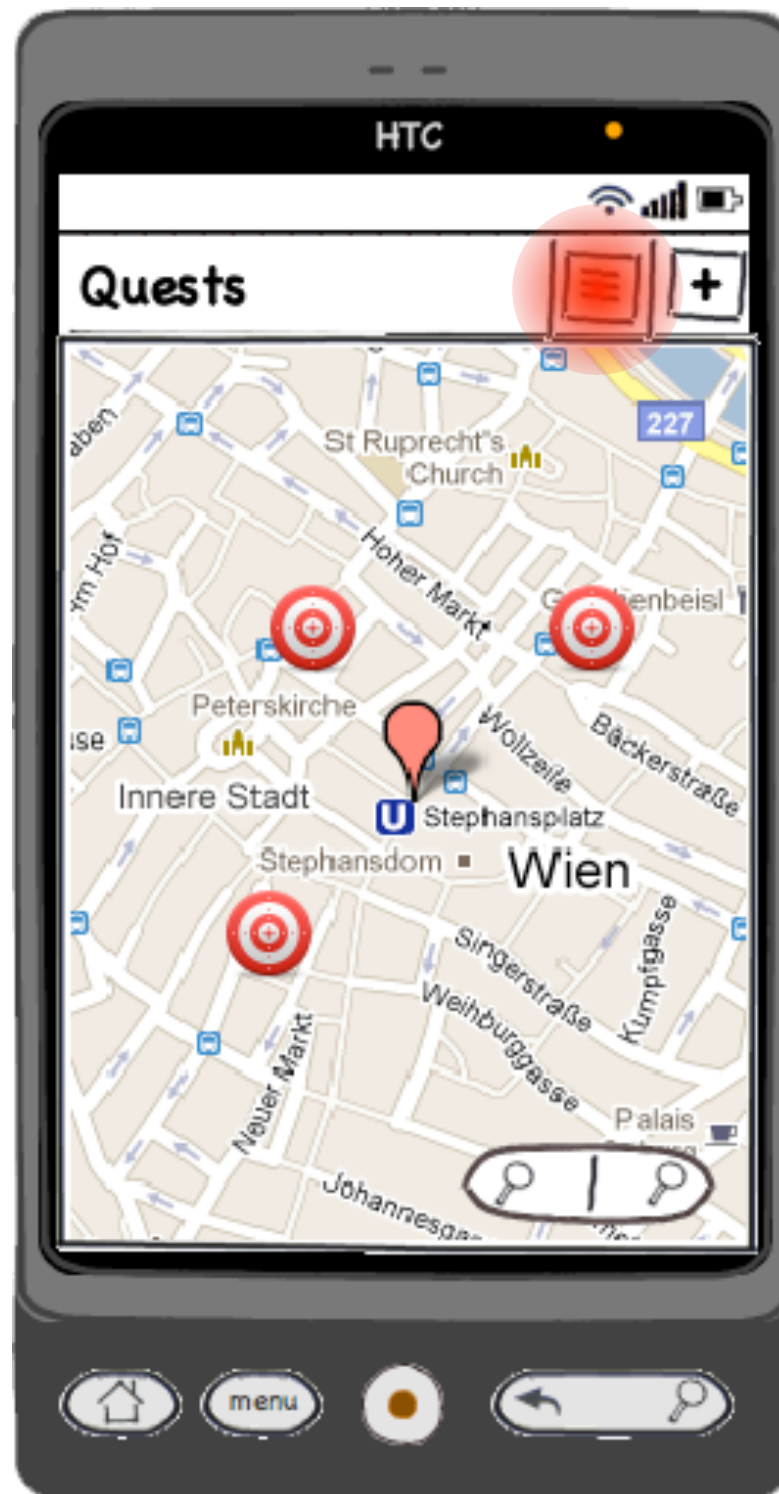 HTC
Quests
+
227
St Ruprecht's
Church
Hoher Markt
enbeisl
Peterskirche
Innere Stadt
Wollzeile
Bäckerstraße
U Stephansplatz
Stephansdom
Wien
Singerstraße
Kumpfgasse
Weihburggasse
Neuer Markt
Palais
menu